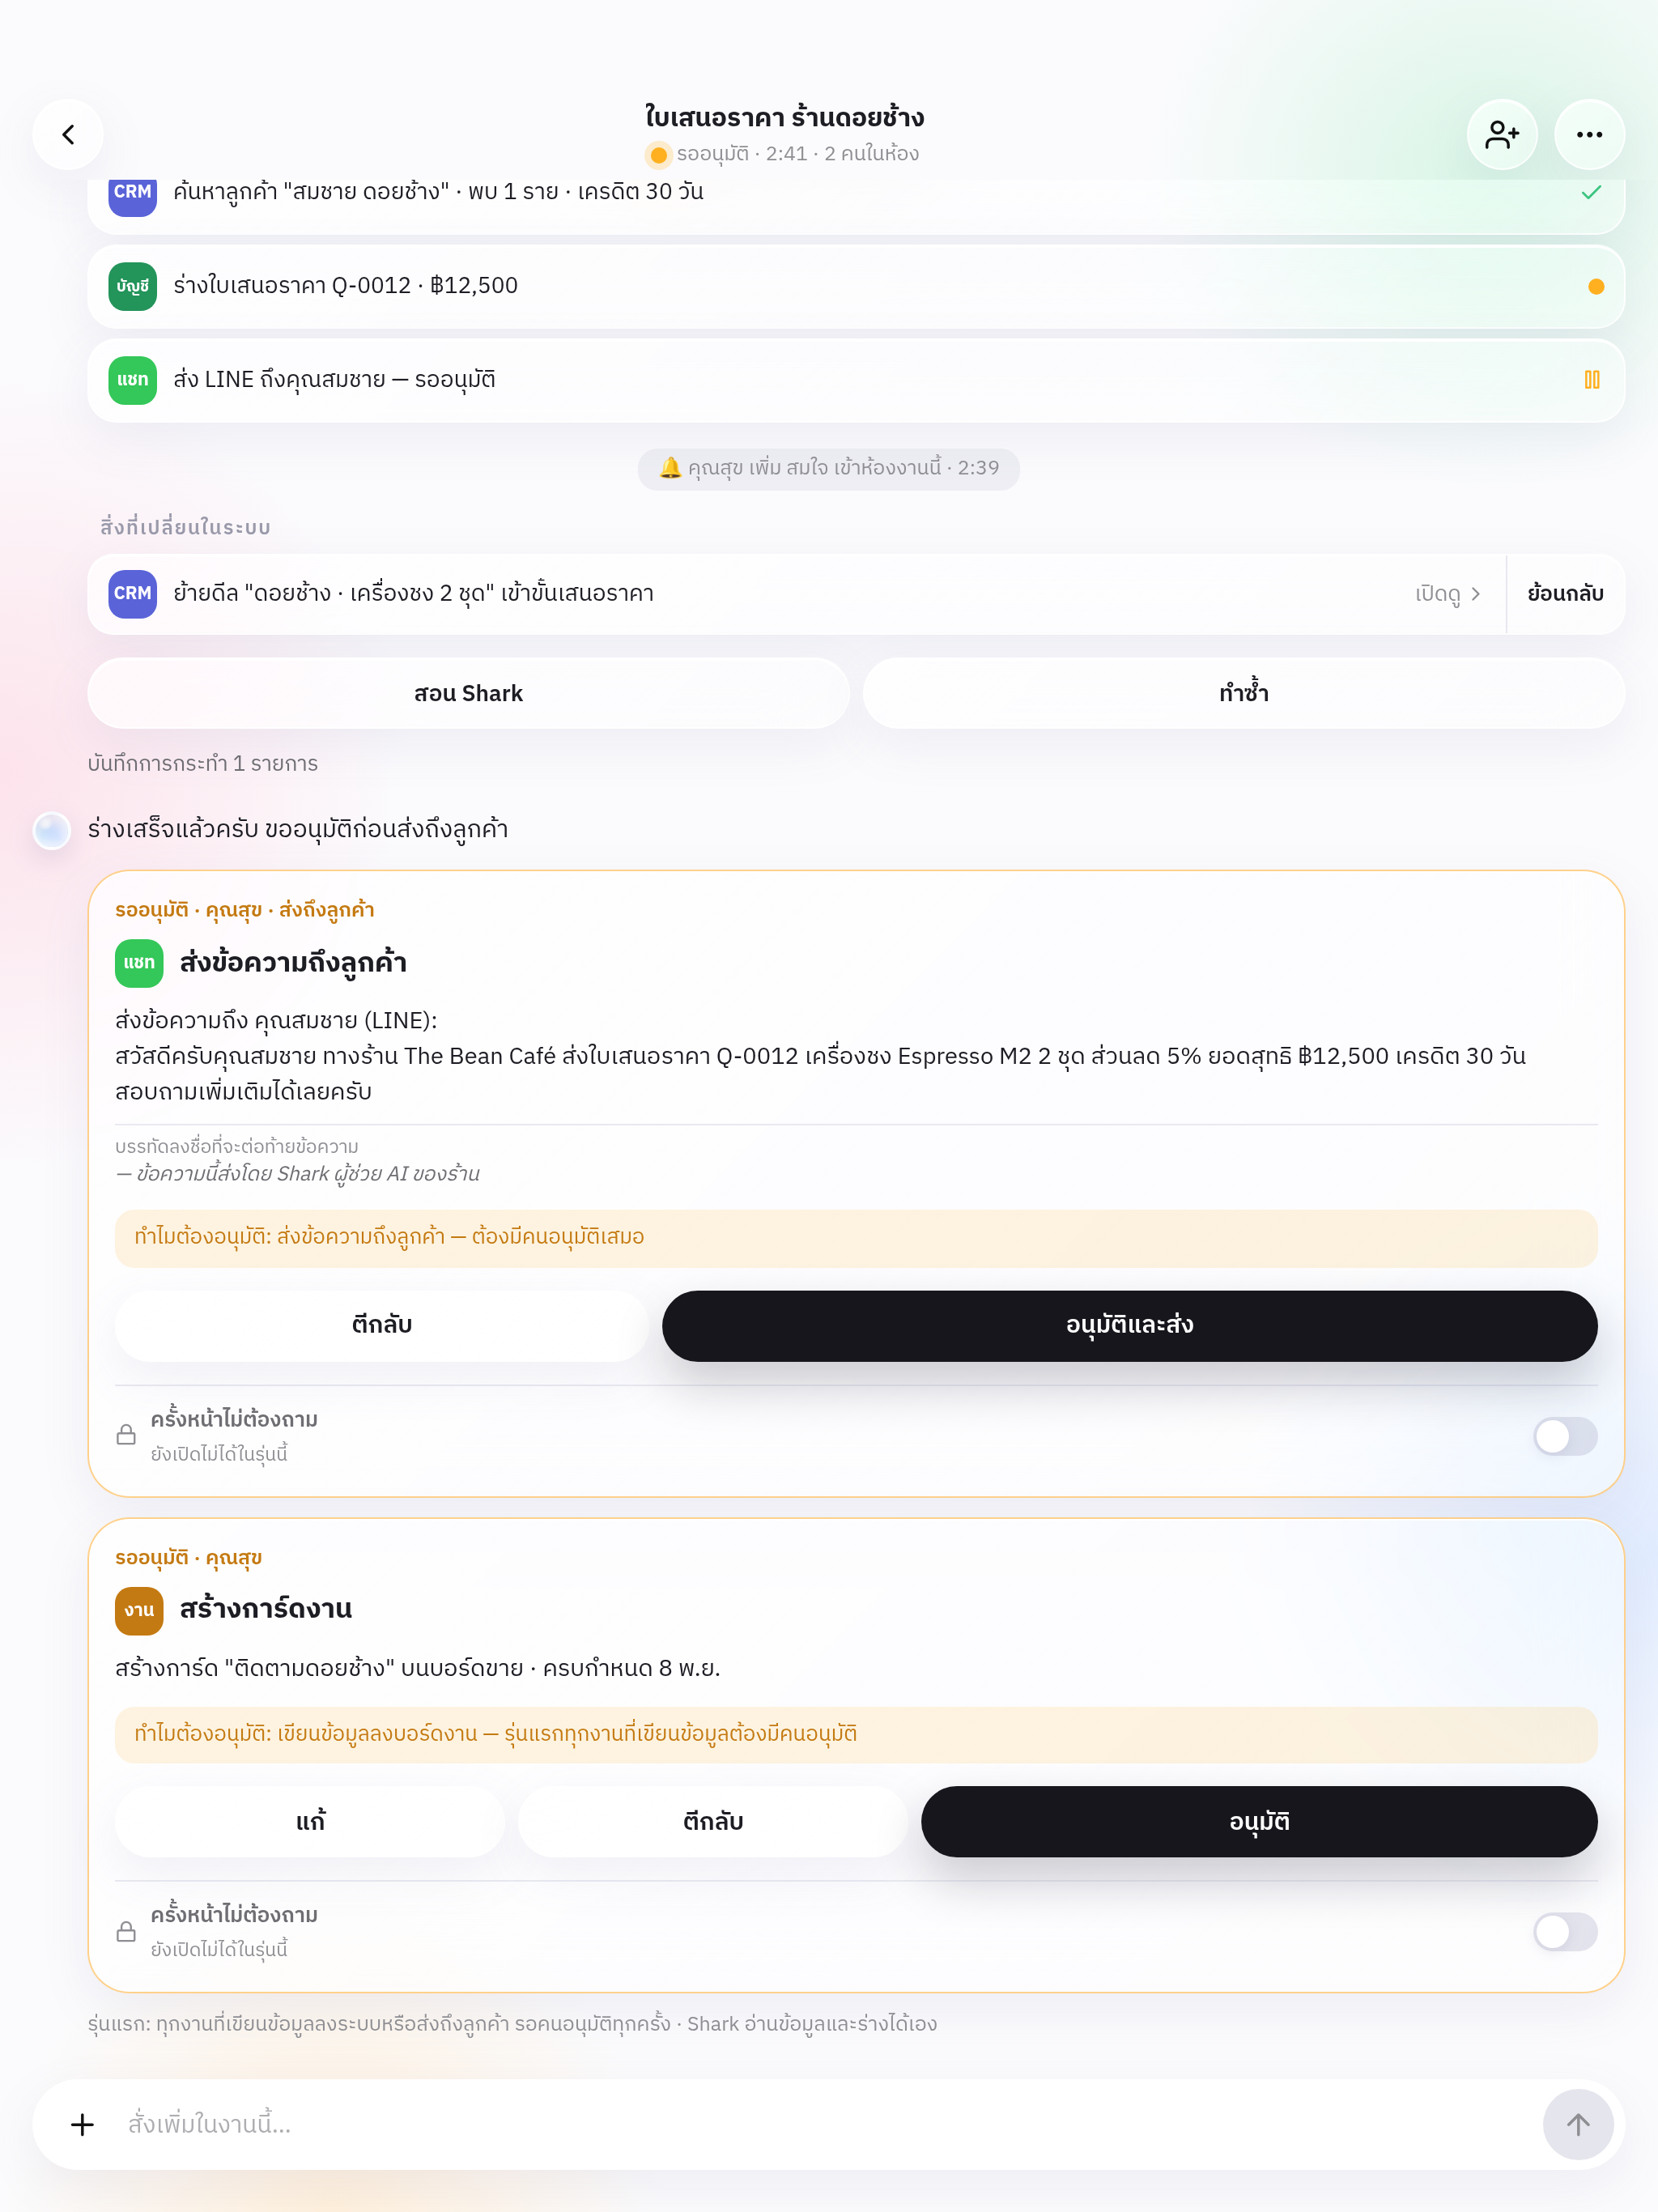 ใบเสนอราคา ร้านดอยช้าง
รออนุมัติ · 2:41 · 2 คนในห้อง
CRM ค้นหาลูกค้า "สมชาย ดอยช้าง" · พบ 1 ราย · เครดิต 30 วัน
บัญชี ร่างใบเสนอราคา Q-0012 · ฿12,500
แชท ส่ง LINE ถึงคุณสมชาย — รออนุมัติ
🔔 คุณสุข เพิ่ม สมใจ เข้าห้องงานนี้ · 2:39
สิ่งที่เปลี่ยนในระบบ
CRM ย้ายดีล "ดอยช้าง · เครื่องชง 2 ชุด" เข้าขั้นเสนอราคา เปิดดู ย้อนกลับ
สอน Shark ทำซ้ำ
บันทึกการกระทำ 1 รายการ
ร่างเสร็จแล้วครับ ขออนุมัติก่อนส่งถึงลูกค้า
รออนุมัติ · คุณสุข · ส่งถึงลูกค้า
แชท ส่งข้อความถึงลูกค้า
ส่งข้อความถึง คุณสมชาย (LINE):
สวัสดีครับคุณสมชาย ทางร้าน The Bean Café ส่งใบเสนอราคา Q-0012 เครื่องชง Espresso M2 2 ชุด ส่วนลด 5% ยอดสุทธิ ฿12,500 เครดิต 30 วัน
สอบถามเพิ่มเติมได้เลยครับ
บรรทัดลงชื่อที่จะต่อท้ายข้อความ
— ข้อความนี้ส่งโดย Shark ผู้ช่วย AI ของร้าน
ทำไมต้องอนุมัติ: ส่งข้อความถึงลูกค้า — ต้องมีคนอนุมัติเสมอ
ตีกลับ อนุมัติและส่ง
ครั้งหน้าไม่ต้องถาม
ยังเปิดไม่ได้ในรุ่นนี้
รออนุมัติ · คุณสุข
งาน สร้างการ์ดงาน
สร้างการ์ด "ติดตามดอยช้าง" บนบอร์ดขาย · ครบกำหนด 8 พ.ย.
ทำไมต้องอนุมัติ: เขียนข้อมูลลงบอร์ดงาน — รุ่นแรกทุกงานที่เขียนข้อมูลต้องมีคนอนุมัติ
แก้ ตีกลับ อนุมัติ
ครั้งหน้าไม่ต้องถาม
ยังเปิดไม่ได้ในรุ่นนี้
รุ่นแรก: ทุกงานที่เขียนข้อมูลลงระบบหรือส่งถึงลูกค้า รอคนอนุมัติทุกครั้ง · Shark อ่านข้อมูลและร่างได้เอง
สั่งเพิ่มในงานนี้...